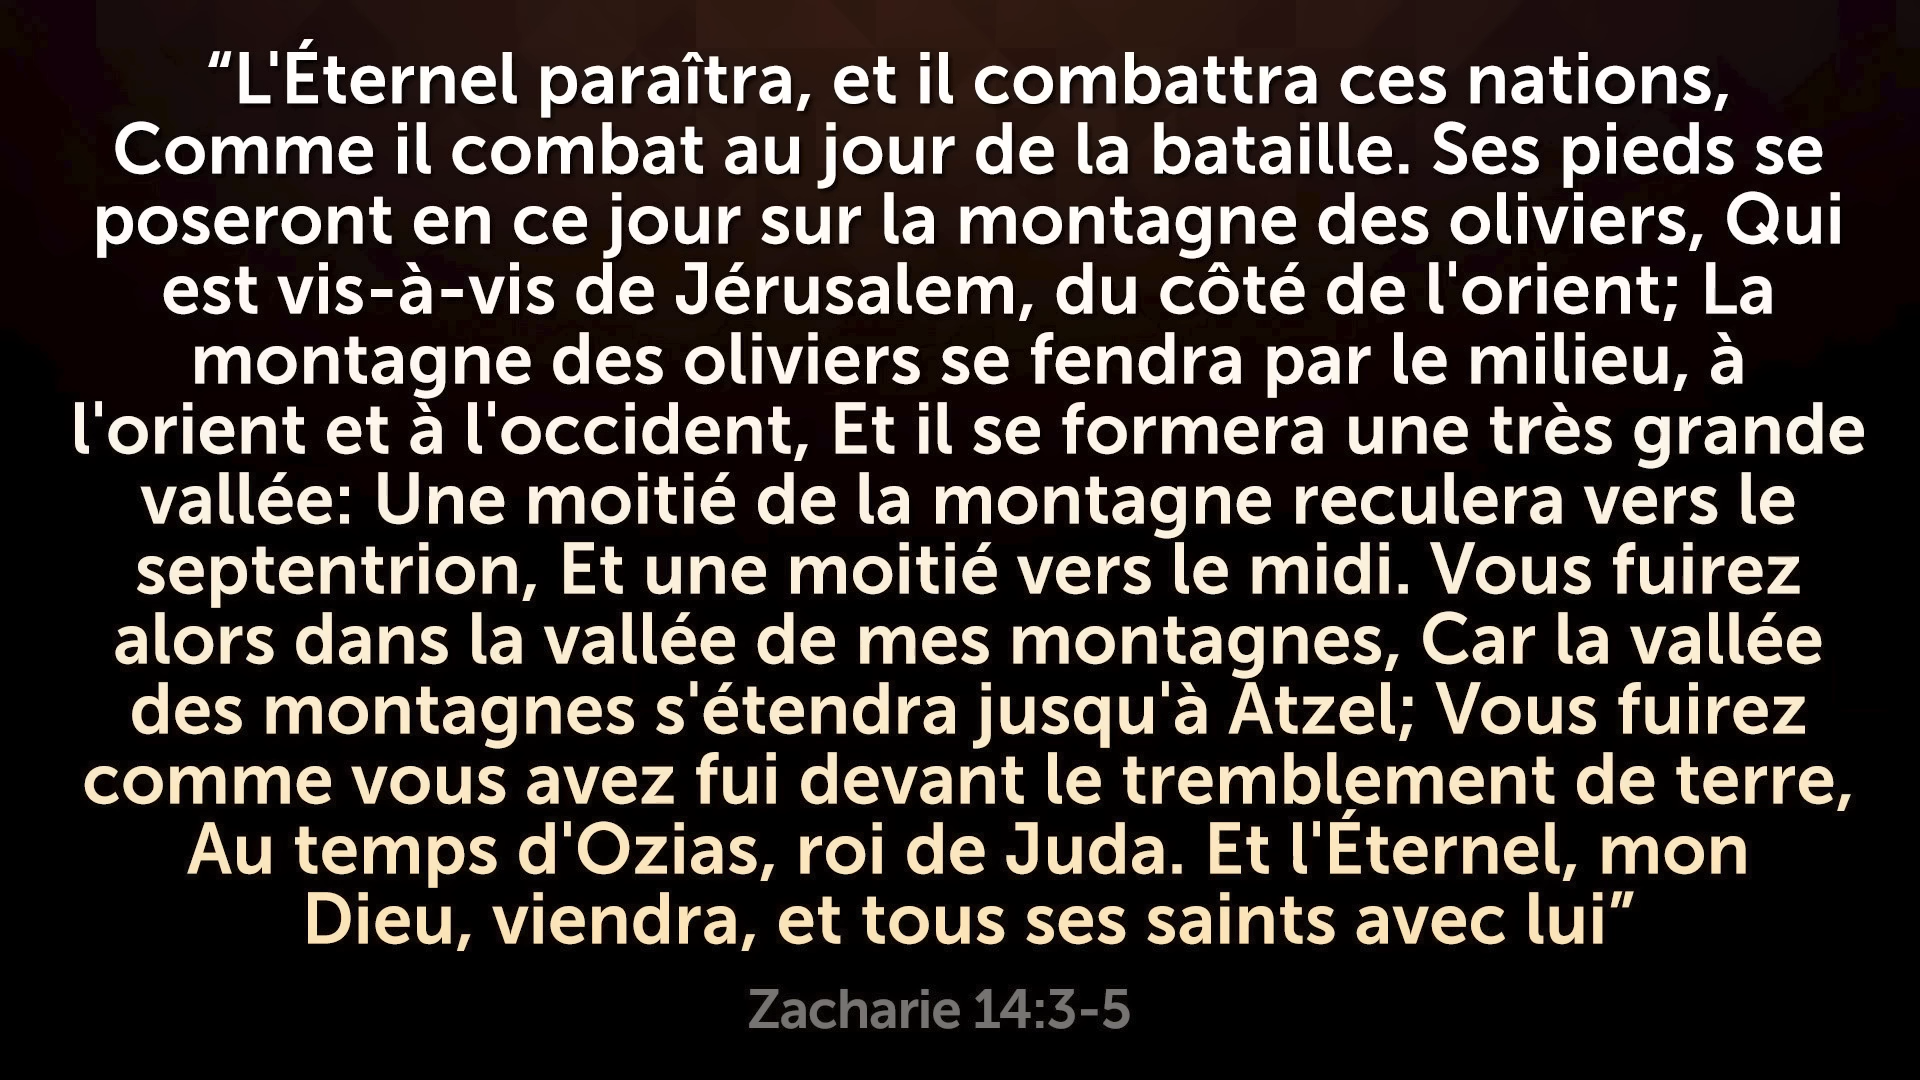 “L'Éternel paraîtra, et il combattra ces nations,
Comme il combat au jour de la bataille. Ses pieds se
poseront en ce jour sur la montagne des oliviers, Qui
est vis-à-vis de Jérusalem, du côté de l'orient; La
montagne des oliviers se fendra par le milieu, à
l'orient et à l'occident, Et il se formera une très grande
vallée: Une moitié de la montagne reculera vers le
septentrion, Et une moitié vers le midi. Vous fuirez
alors dans la vallée de mes montagnes, Car la vallée
des montagnes s'étendra jusqu'à Atzel; Vous fuirez
comme vous avez fui devant le tremblement de terre,
Au temps d'Ozias, roi de Juda. Et l'Éternel, mon
Dieu, viendra, et tous ses saints avec lui”
Zacharie 14:3-5